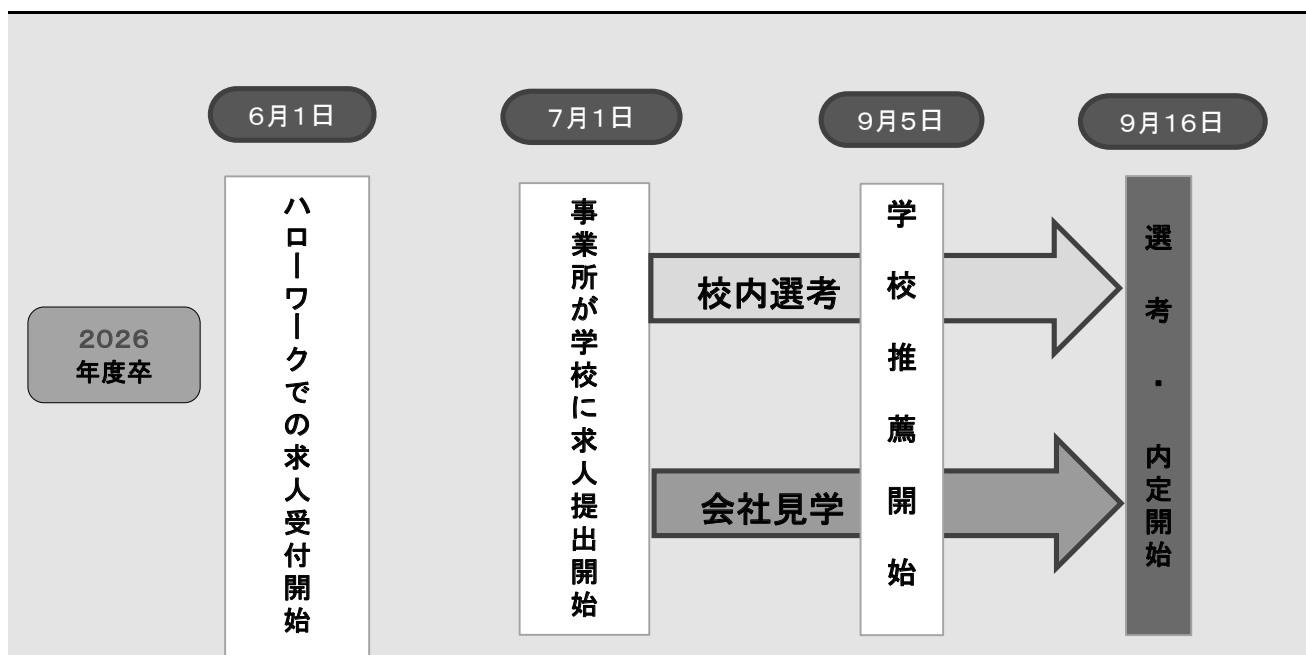 6月1日
7月1日
9月5日
9月16日
2026
年度卒
ハローワークでの求人受付開始
事業所が学校に求人提出開始
校内選考
会社見学
学校推薦開始
選考・内定開始